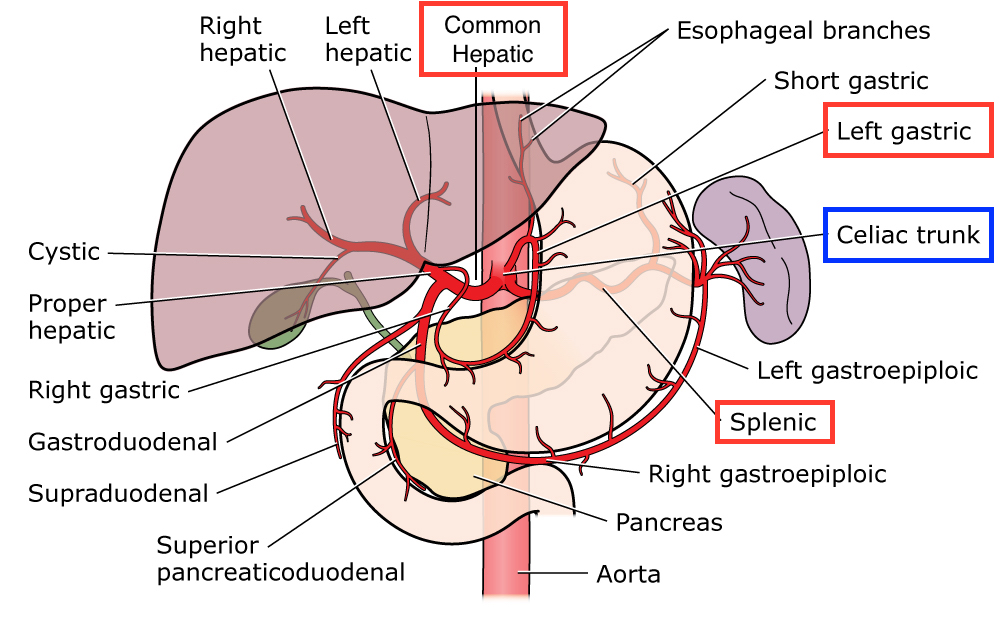 Right
hepatic
Left
hepatic
Common
Hepatic
Esophageal branches
Short gastric
Left gastric
Celiac trunk
Cystic
Proper
hepatic
Right gastric
Left gastroepiploic
Splenic
Gastroduodenal
Right gastroepiploic
Supraduodenal
Pancreas
Superior
pancreaticoduodenal
Aorta